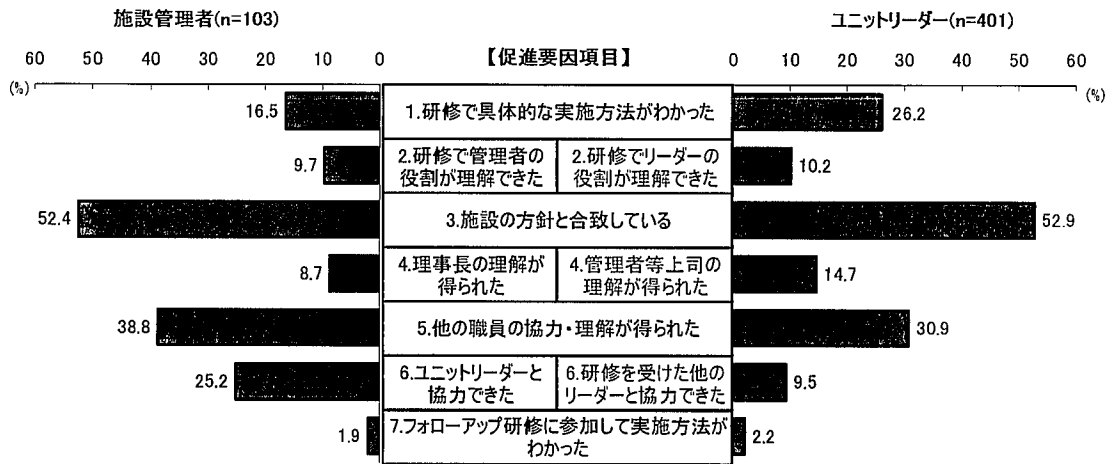 施設管理者(n=103)
ユニットリーダー(n=401)
60 50 40 30 20 10 0
【促進要因項目】
0 10 20 30 40 50 60
(%)
(%)
16.5
1.研修で具体的な実施方法がわかった
26.2
9.7
2.研修で管理者の
役割が理解できた
2.研修でリーダーの
役割が理解できた
10.2
52.4
3.施設の方針と合致している
52.9
8.7
4.理事長の理解が
得られた
4.管理者等上司の
理解が得られた
14.7
38.8
5.他の職員の協力・理解が得られた
30.9
25.2
6.ユニットリーダーと
協力できた
6.研修を受けた他の
リーダーと協力できた
9.5
1.9
7.フォローアップ研修に参加して実施方法が
わかった
2.2